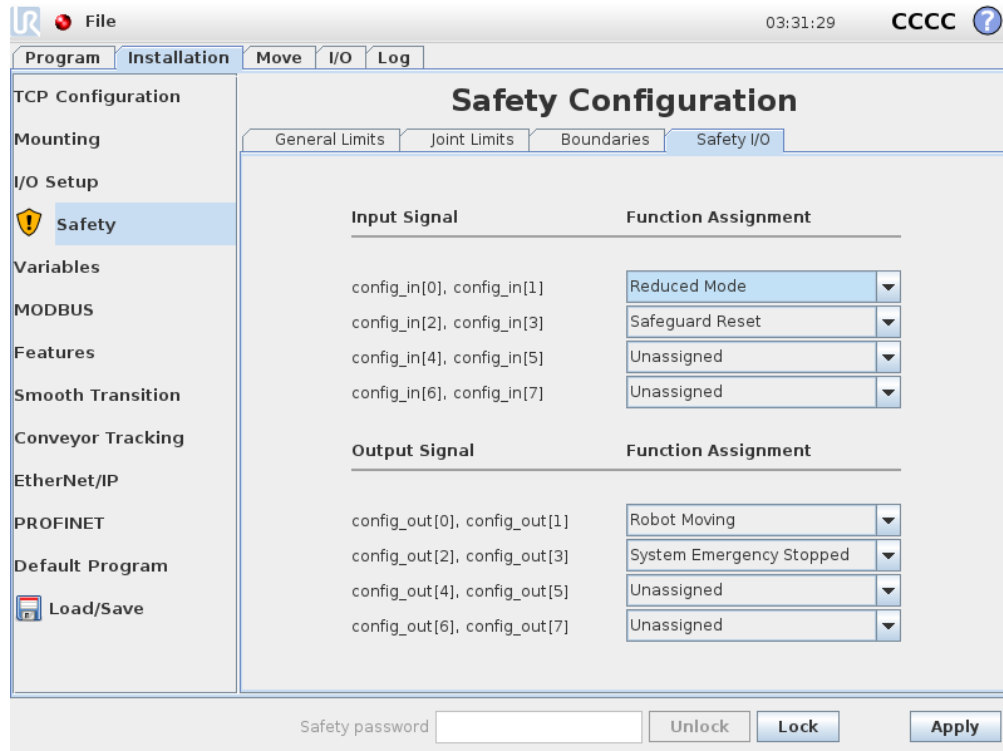 UR File 03:31:29 CCCC ?
Program Installation Move I/O Log
TCP Configuration
Mounting
I/O Setup
Safety
Variables
MODBUS
Features
Smooth Transition
Conveyor Tracking
EtherNet/IP
PROFINET
Default Program
Load/Save
Safety Configuration
General Limits Joint Limits Boundaries Safety I/O
Input Signal Function Assignment
config_in[0], config_in[1] Reduced Mode
config_in[2], config_in[3] Safeguard Reset
config_in[4], config_in[5] Unassigned
config_in[6], config_in[7] Unassigned
Output Signal Function Assignment
config_out[0], config_out[1] Robot Moving
config_out[2], config_out[3] System Emergency Stopped
config_out[4], config_out[5] Unassigned
config_out[6], config_out[7] Unassigned
Safety password Unlock Lock Apply